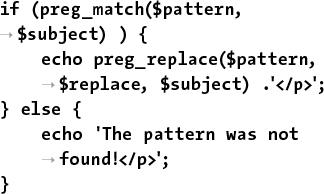 if (preg_match($pattern,
→ $subject) ) {
echo preg_replace($pattern,
→ $replace, $subject) .'</p>';
} else {
echo 'The pattern was not
→ found!</p>';
}